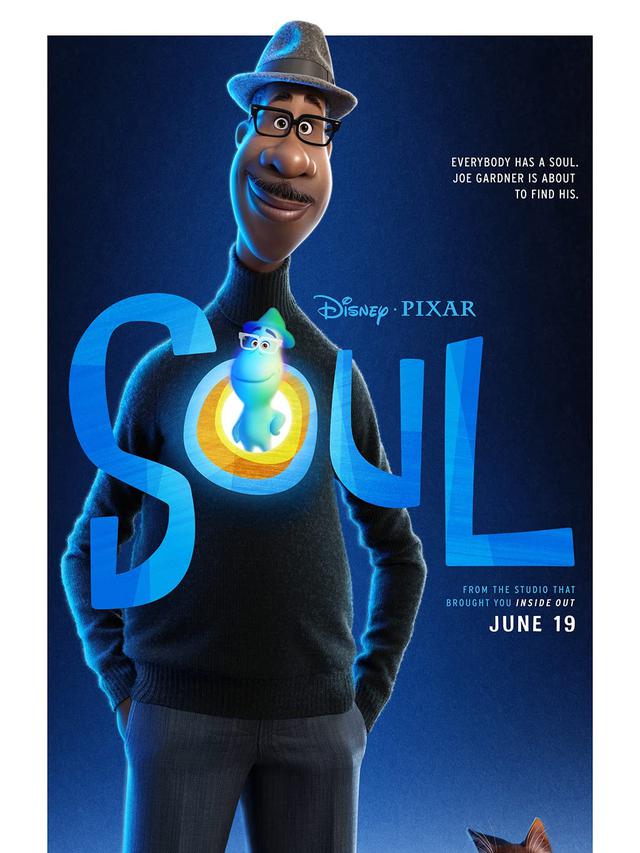 EVERYBODY HAS A SOUL.
JOE GARDNER IS ABOUT
TO FIND HIS.
Disney · PIXAR
SOUL
FROM THE STUDIO THAT
BROUGHT YOU INSIDE OUT
JUNE 19